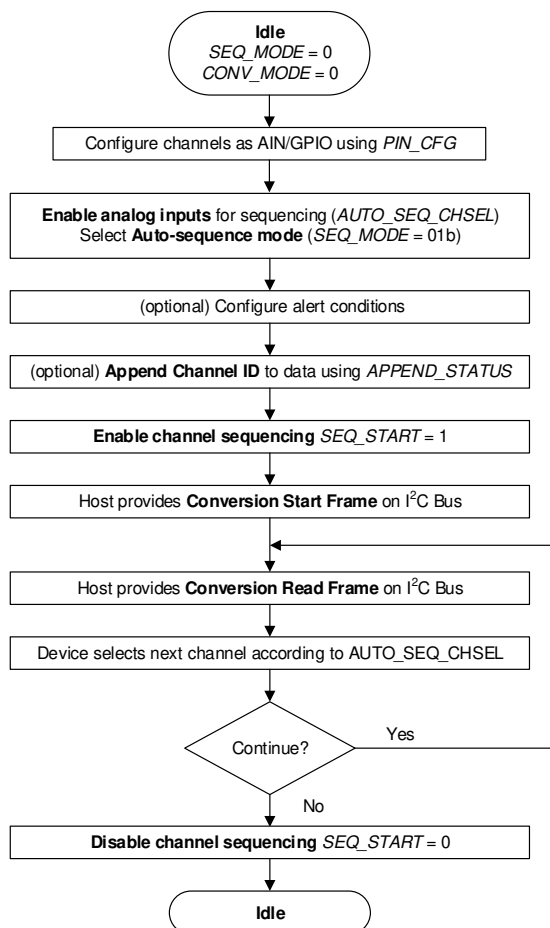 Idle
SEQ_MODE = 0
CONV_MODE = 0
Configure channels as AIN/GPIO using PIN_CFG
Enable analog inputs for sequencing (AUTO_SEQ_CHSEL)
Select Auto-sequence mode (SEQ_MODE = 01b)
(optional) Configure alert conditions
(optional) Append Channel ID to data using APPEND_STATUS
Enable channel sequencing SEQ_START = 1
Host provides Conversion Start Frame on I²C Bus
Host provides Conversion Read Frame on I²C Bus
Device selects next channel according to AUTO_SEQ_CHSEL
Continue?
Yes
No
Disable channel sequencing SEQ_START = 0
Idle